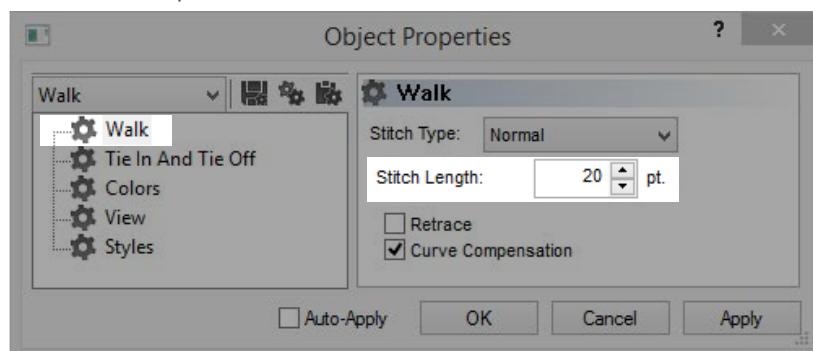 Object Properties ?
Walk
Walk
Tie In And Tie Off
Colors
View
Styles
Walk
Stitch Type: Normal
Stitch Length: 20 pt.
Retrace
Curve Compensation
Auto-Apply OK Cancel Apply